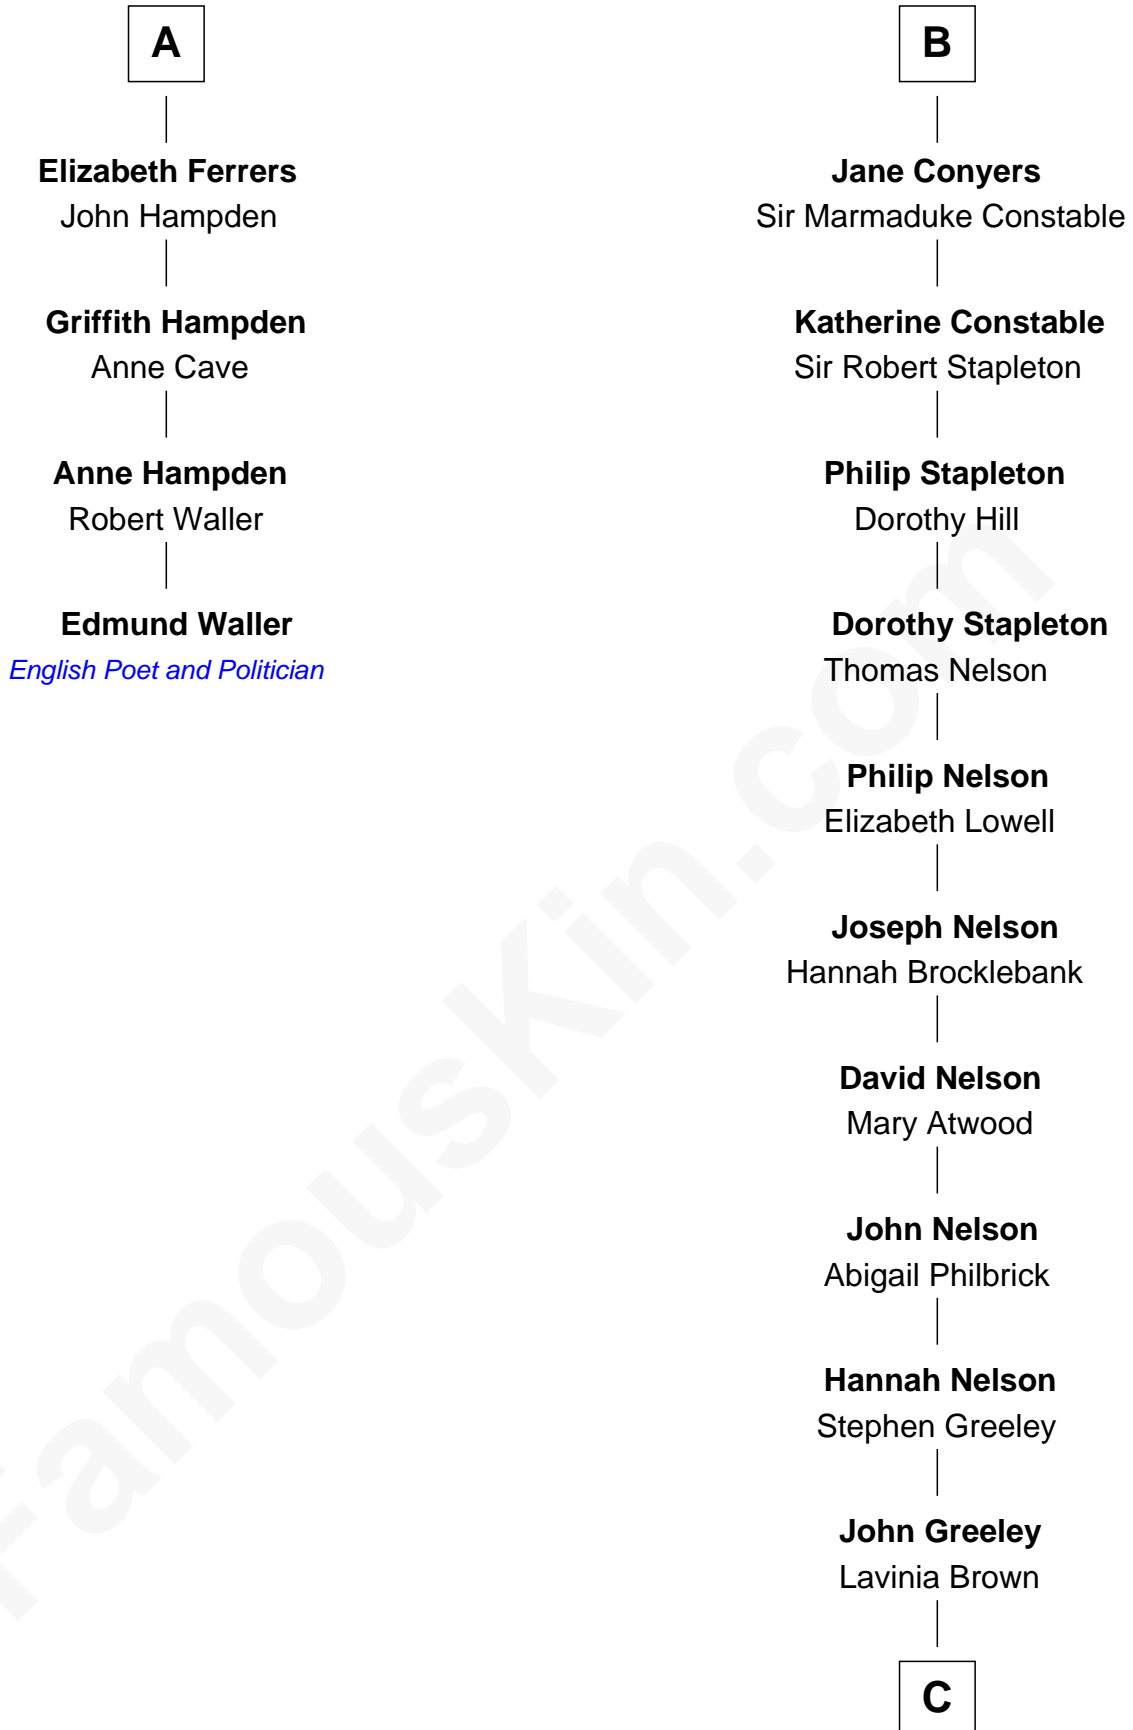 A
Elizabeth Ferrers
John Hampden
Griffith Hampden
Anne Cave
Anne Hampden
Robert Waller
Edmund Waller
English Poet and Politician
B
Jane Conyers
Sir Marmaduke Constable
Katherine Constable
Sir Robert Stapleton
Philip Stapleton
Dorothy Hill
Dorothy Stapleton
Thomas Nelson
Philip Nelson
Elizabeth Lowell
Joseph Nelson
Hannah Brocklebank
David Nelson
Mary Atwood
John Nelson
Abigail Philbrick
Hannah Nelson
Stephen Greeley
John Greeley
Lavinia Brown
C
FamousKin.com